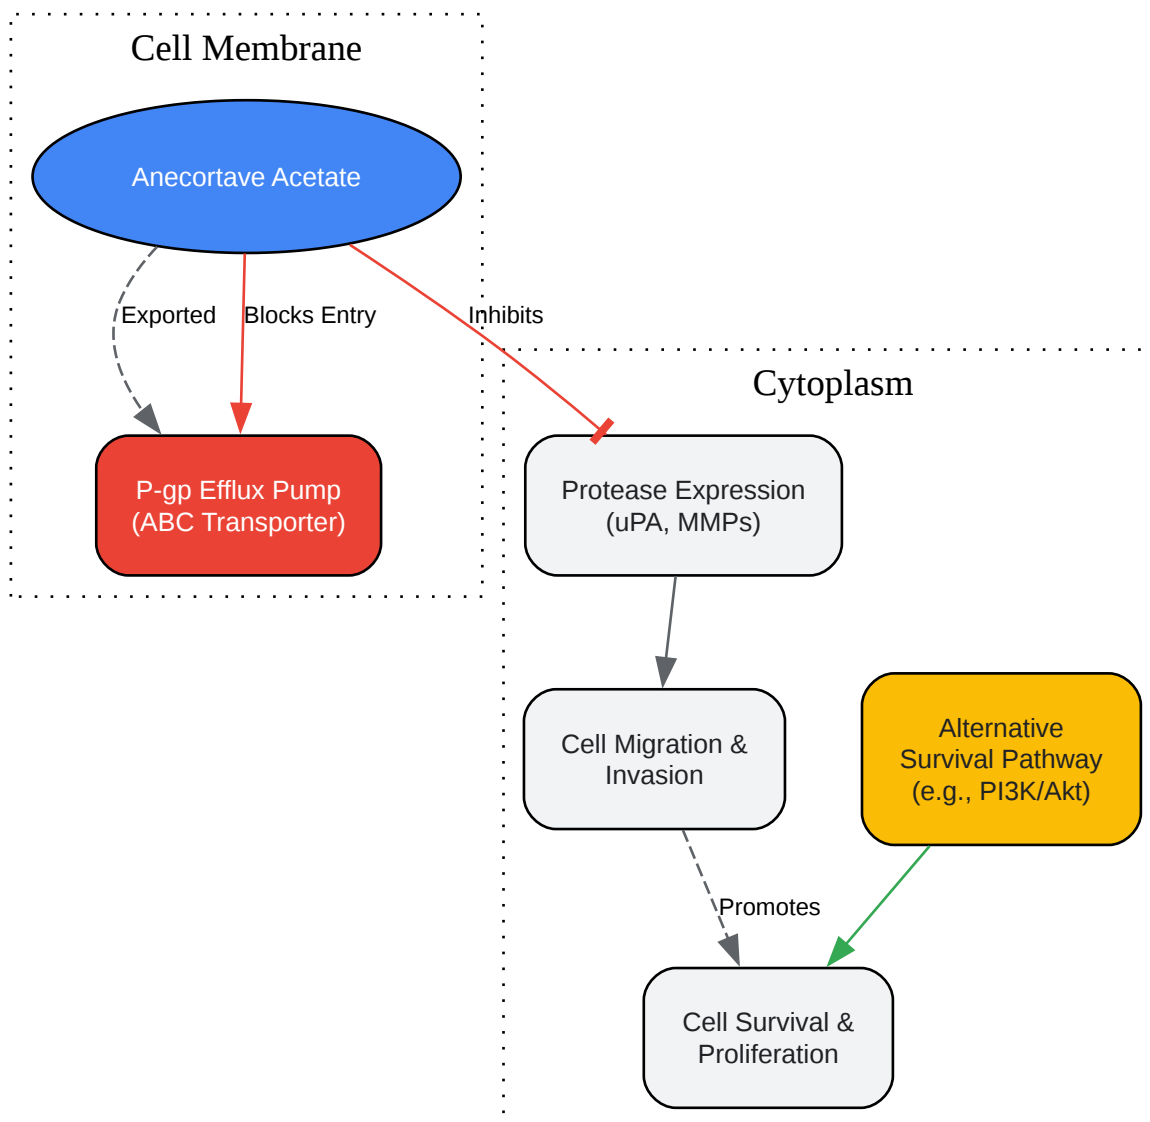 Cell Membrane
Anecortave Acetate
Exported
Blocks Entry
Inhibits
Cytoplasm
P-gp Efflux Pump
(ABC Transporter)
Protease Expression
(uPA, MMPs)
Cell Migration &
Invasion
Alternative
Survival Pathway
(e.g., PI3K/Akt)
Promotes
Cell Survival &
Proliferation